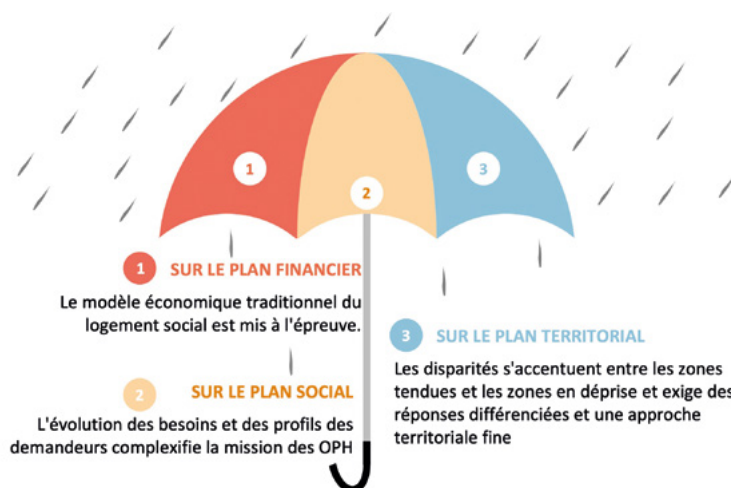 1
2
3
1 SUR LE PLAN FINANCIER
Le modèle économique traditionnel du
logement social est mis à l'épreuve.
2 SUR LE PLAN SOCIAL
L'évolution des besoins et des profils des
demandeurs complexifie la mission des OPH
3 SUR LE PLAN TERRITORIAL
Les disparités s'accentuent entre les zones
tendues et les zones en déprise et exige des
réponses différenciées et une approche
territoriale fine